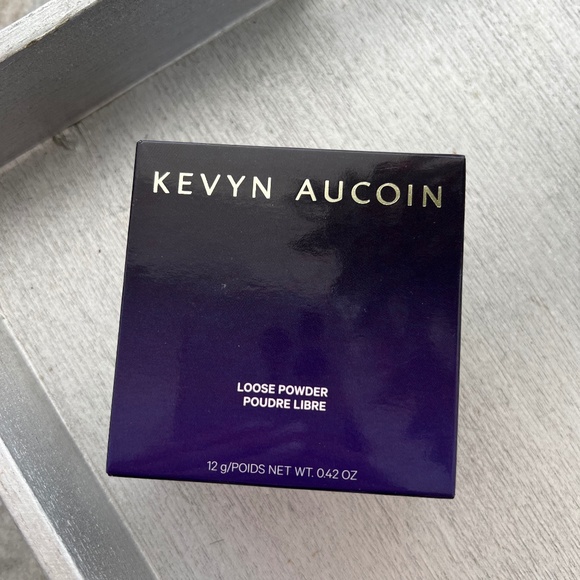 KEVYN AUCOIN
LOOSE POWDER
POUDRE LIBRE
12 g/POIDS NET WT. 0.42 OZ